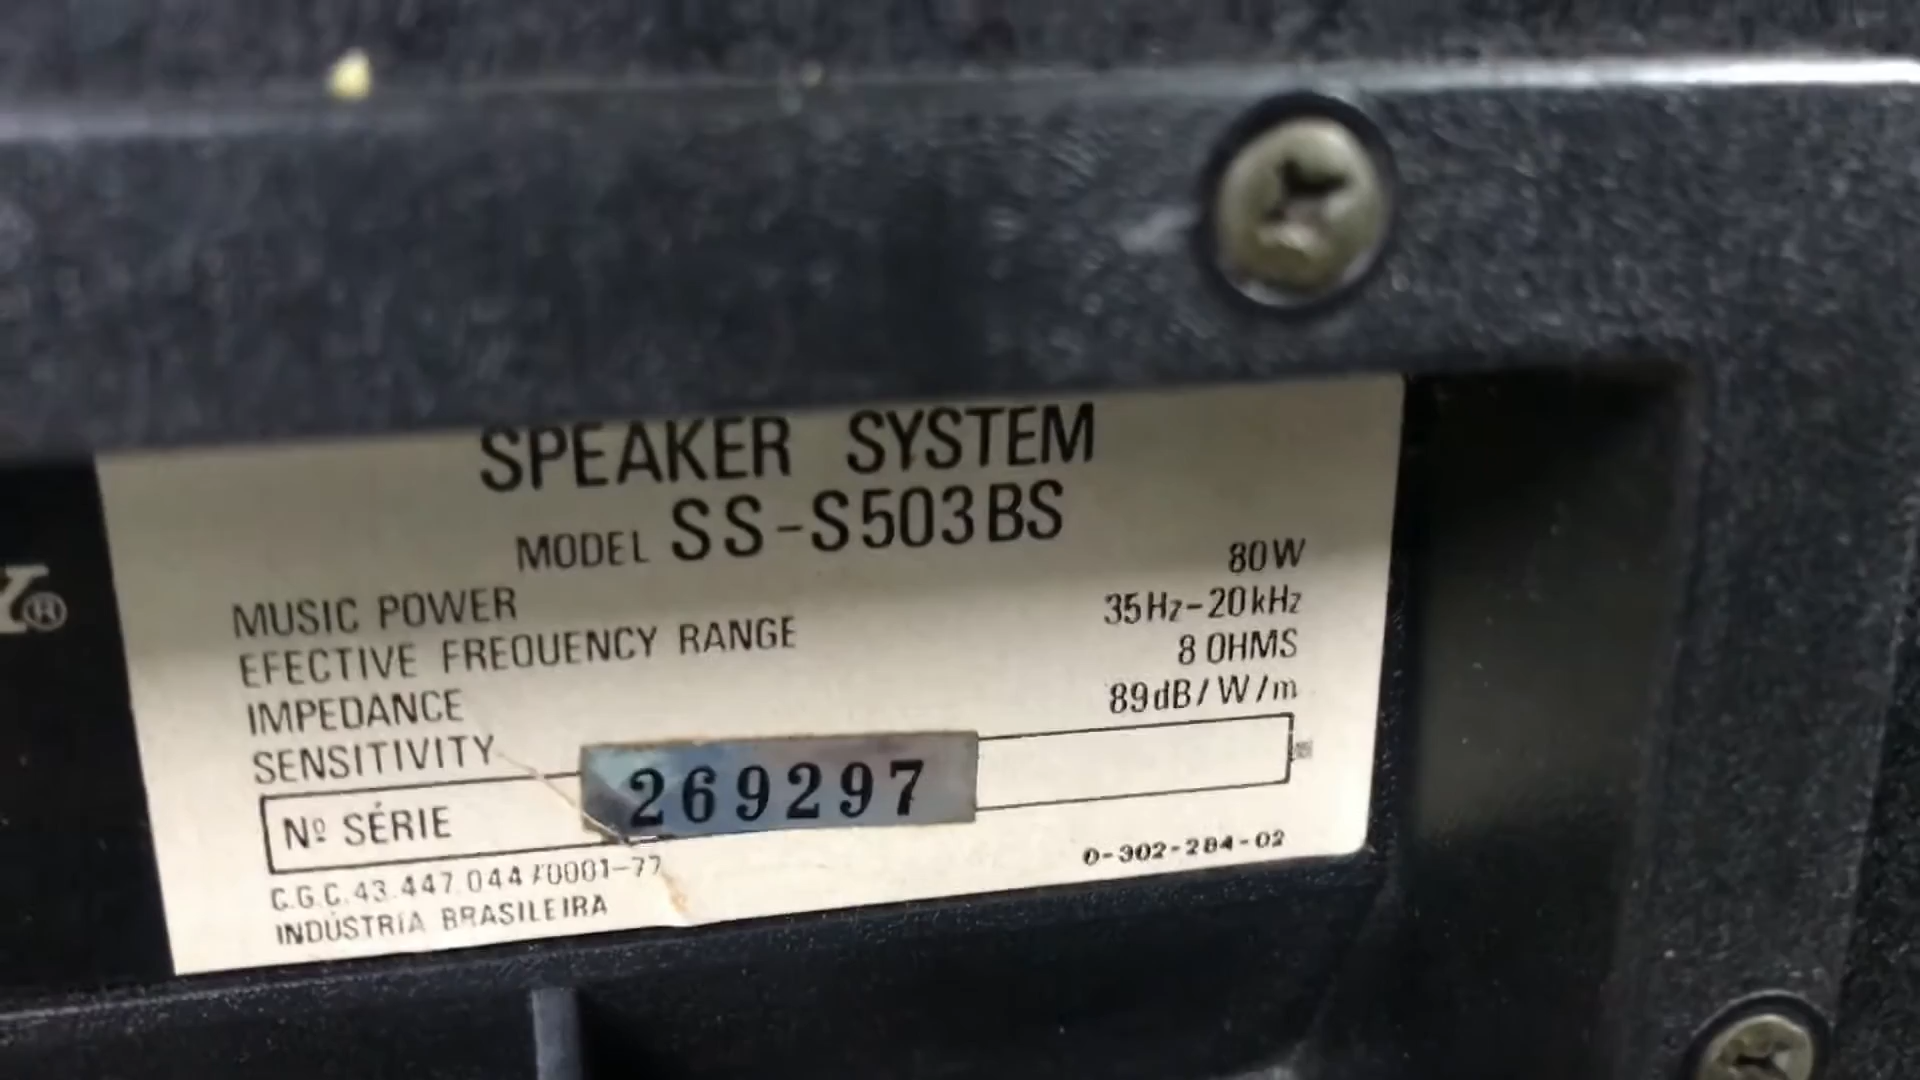 SPEAKER SYSTEM
MODEL SS-S503BS
MUSIC POWER 80W
EFECTIVE FREQUENCY RANGE 35Hz-20kHz
IMPEDANCE 8 OHMS
SENSITIVITY 89dB/W/m
Nº SÉRIE 269297
C.G.C.43.447.044/0001-77
0-302-284-02
INDÚSTRIA BRASILEIRA
Y®